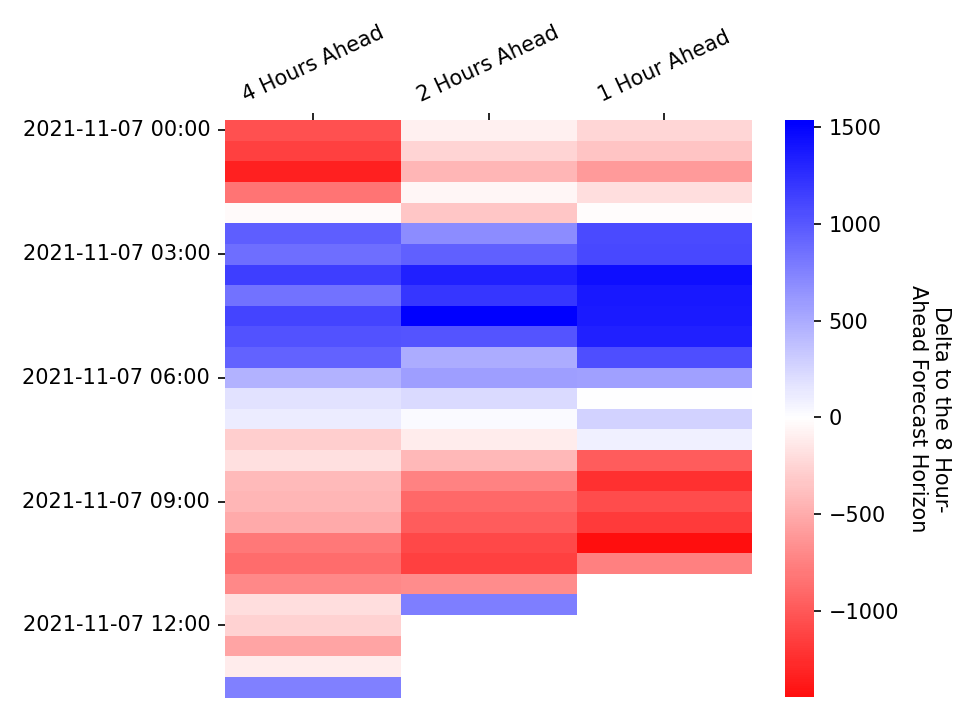 4 Hours Ahead
2 Hours Ahead
1 Hour Ahead
2021-11-07 00:00
2021-11-07 03:00
2021-11-07 06:00
2021-11-07 09:00
2021-11-07 12:00
1500
1000
500
0
−500
−1000
Delta to the 8 Hour-
Ahead Forecast Horizon